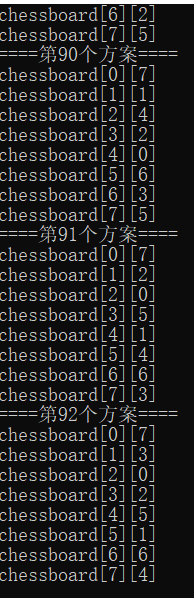 chessboard[6][2]
chessboard[7][5]
====第90个方案====
chessboard[0][7]
chessboard[1][1]
chessboard[2][4]
chessboard[3][2]
chessboard[4][0]
chessboard[5][6]
chessboard[6][3]
chessboard[7][5]
====第91个方案====
chessboard[0][7]
chessboard[1][2]
chessboard[2][0]
chessboard[3][5]
chessboard[4][1]
chessboard[5][4]
chessboard[6][6]
chessboard[7][3]
====第92个方案====
chessboard[0][7]
chessboard[1][3]
chessboard[2][0]
chessboard[3][2]
chessboard[4][5]
chessboard[5][1]
chessboard[6][6]
chessboard[7][4]